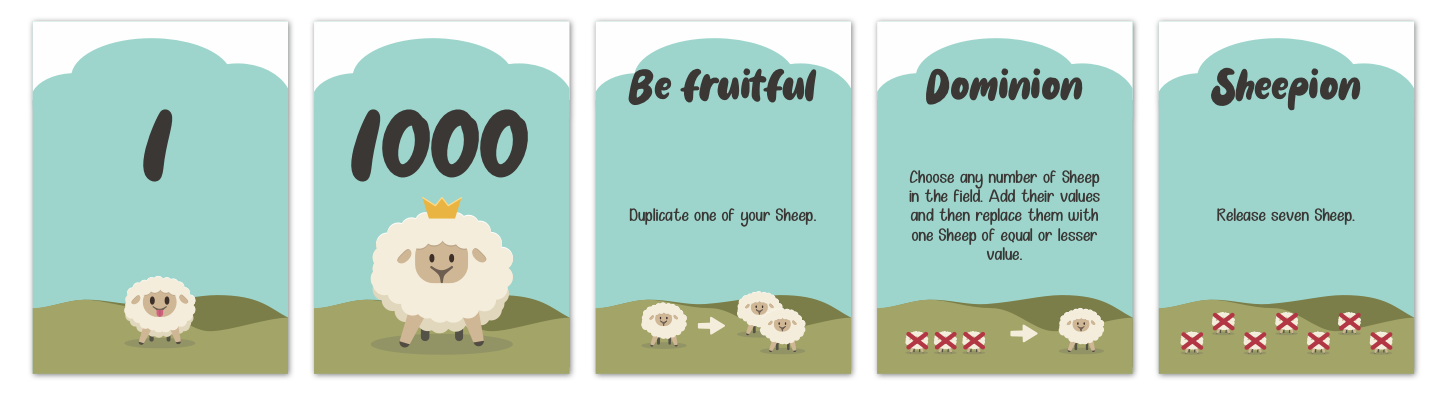 1
1000
Be fruitful
Duplicate one of your Sheep.
Dominion
Choose any number of Sheep
in the field. Add their values
and then replace them with
one Sheep of equal or lesser
value.
Sheepion
Release seven Sheep.